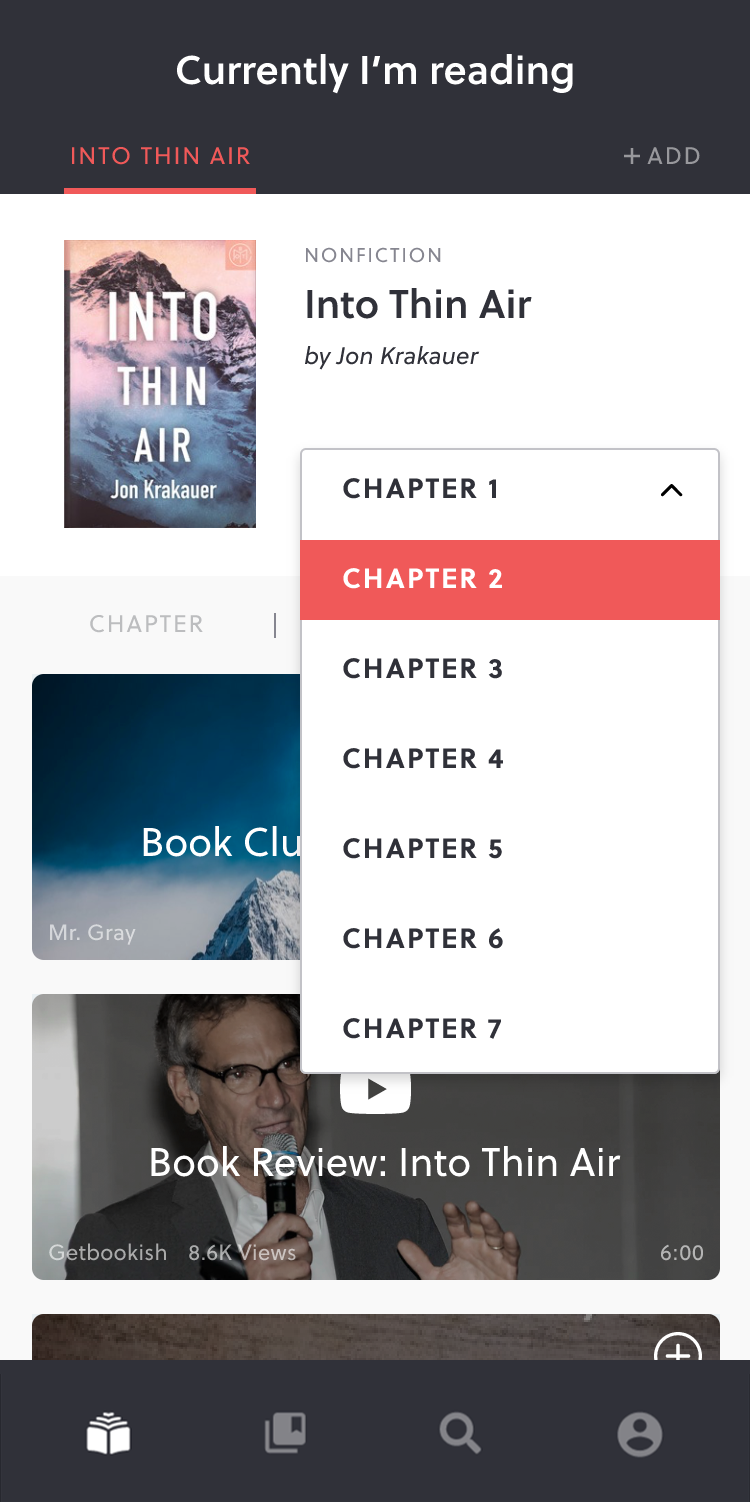 Currently I'm reading
INTO THIN AIR
+ ADD
NONFICTION
Into Thin Air
by Jon Krakauer
INTO
THIN
AIR
Jon Krakauer
CHAPTER 1
CHAPTER 2
CHAPTER 3
CHAPTER 4
CHAPTER 5
CHAPTER 6
CHAPTER 7
CHAPTER |
Book Clu
Mr. Gray
Book Review: Into Thin Air
Getbookish 8.6K Views 6:00